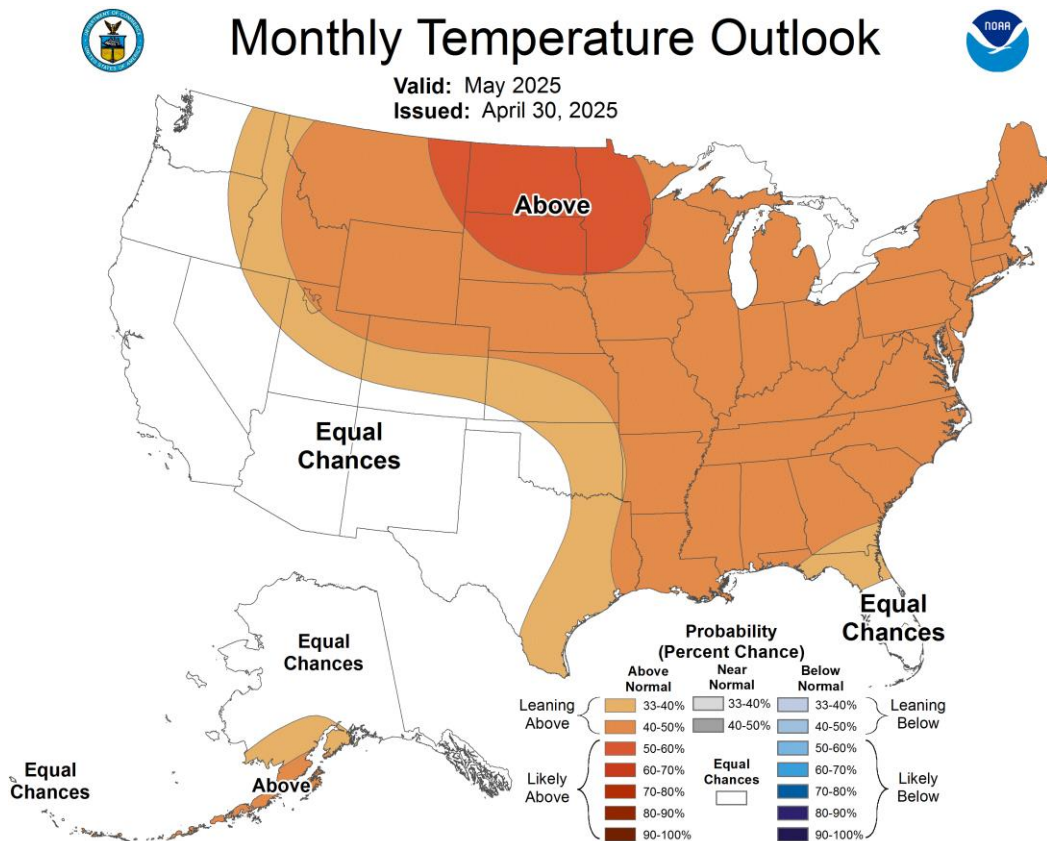 Monthly Temperature Outlook
NOAA
Valid: May 2025
Issued: April 30, 2025
Above
Equal
Chances
Equal
Chances
Equal
Chances
Equal
Chances
Above
Probability
(Percent Chance)
Above
Normal
Near
Normal
Below
Normal
Leaning
Above
33-40%
40-50%
Likely
Above
50-60%
60-70%
70-80%
80-90%
90-100%
33-40%
40-50%
Equal
Chances
33-40%
40-50%
Leaning
Below
50-60%
60-70%
70-80%
80-90%
90-100%
Likely
Below